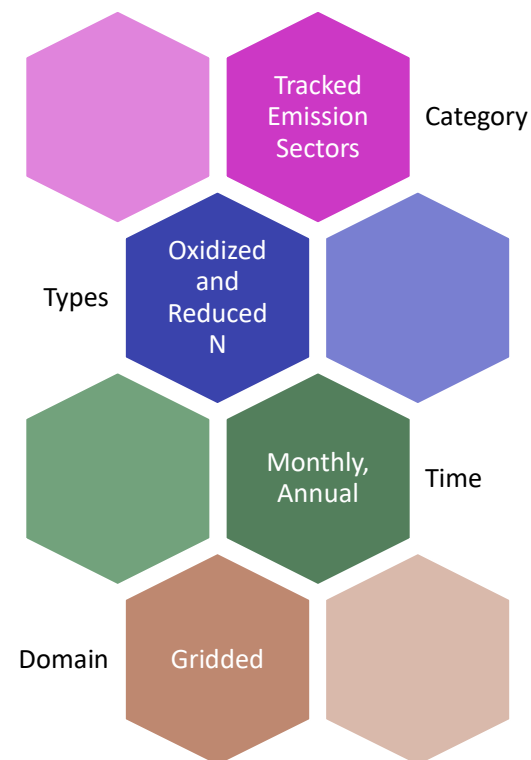 Tracked
Emission
Sectors
Category
Oxidized
and
Reduced
N
Types
Monthly,
Annual
Time
Domain
Gridded